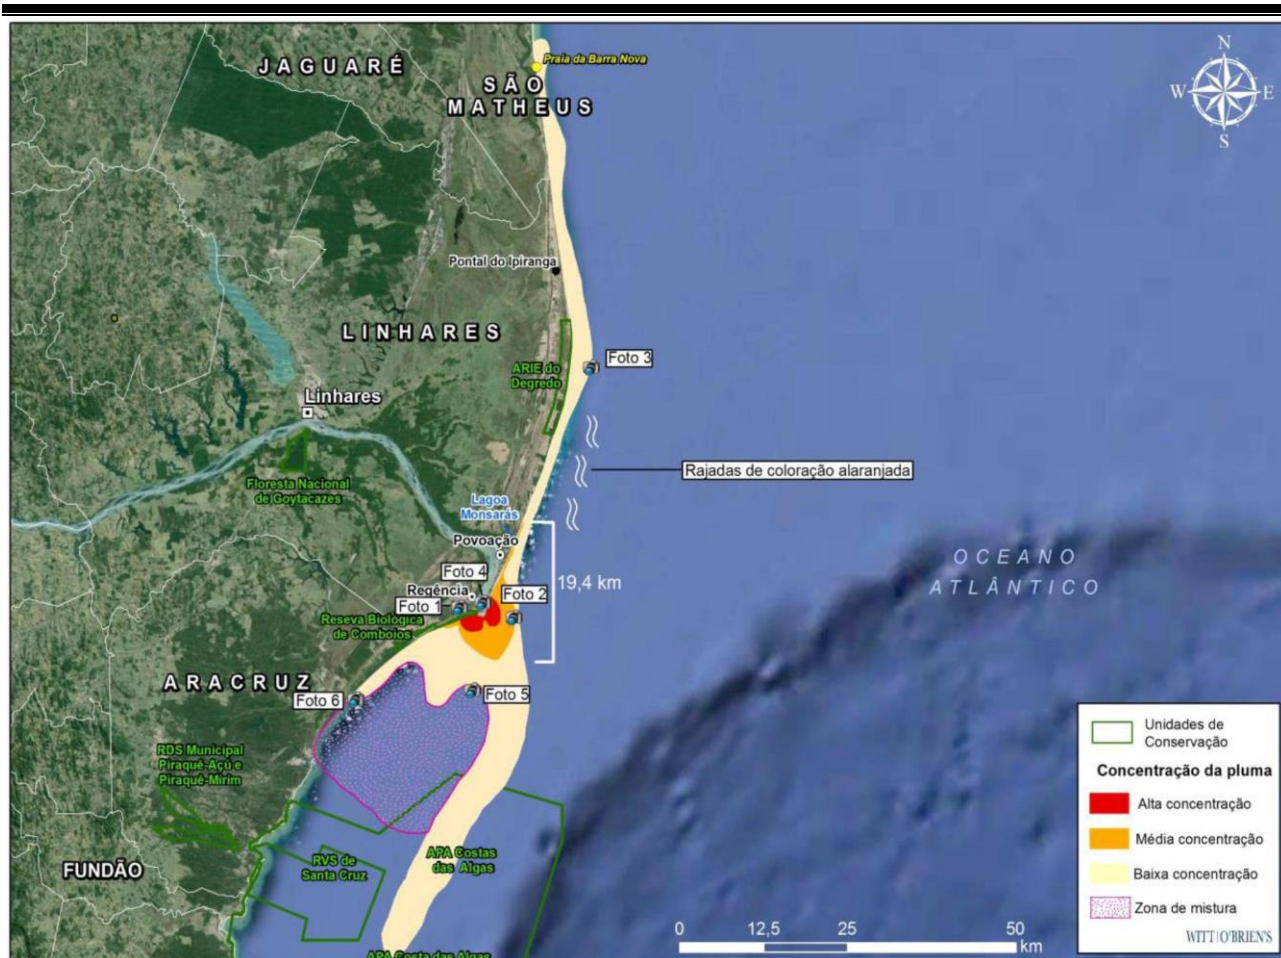 Praia da Barra Nova
JAGUARÉ
SÃO
MATHEUS
N
W
E
S
Pontal do Ipiranga
LINHARES
ARIE do
Degredo
Foto 3
Linhares
Rajadas de coloração alaranjada
Floresta Nacional
de Goytacazes
Lagoa
Monsarás
Povoação
OCEANO
ATLÂNTICO
Foto 4
19,4 km
Regência
Foto 2
Foto 1
Reseva Biológica
de Comboios
ARACRUZ
Foto 6
Foto 5
RDS Municipal
Piraquê-Açú e
Piraquê-Mirim
FUNDÃO
RVS de
Santa Cruz
APA Costas
das Algas
APA Costa das Algas
Unidades de
Conservação
Concentração da pluma
Alta concentração
Média concentração
Baixa concentração
Zona de mistura
WITT|O'BRIEN'S
0 12,5 25 50
km